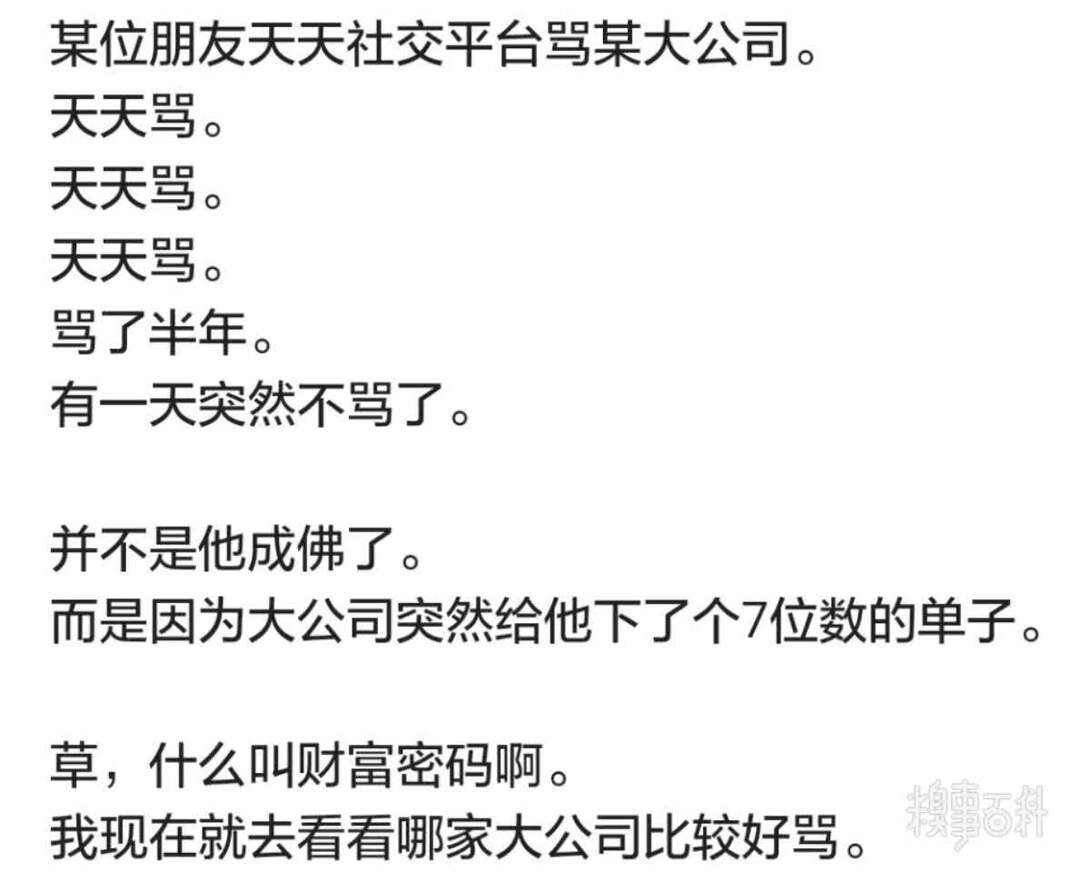 某位朋友天天社交平台骂某大公司。
天天骂。
天天骂。
天天骂。
骂了半年。
有一天突然不骂了。
并不是他成佛了。
而是因为大公司突然给他下了个7位数的单子。
草，什么叫财富密码啊。
我现在就去看看哪家大公司比较好骂。
糗事百科